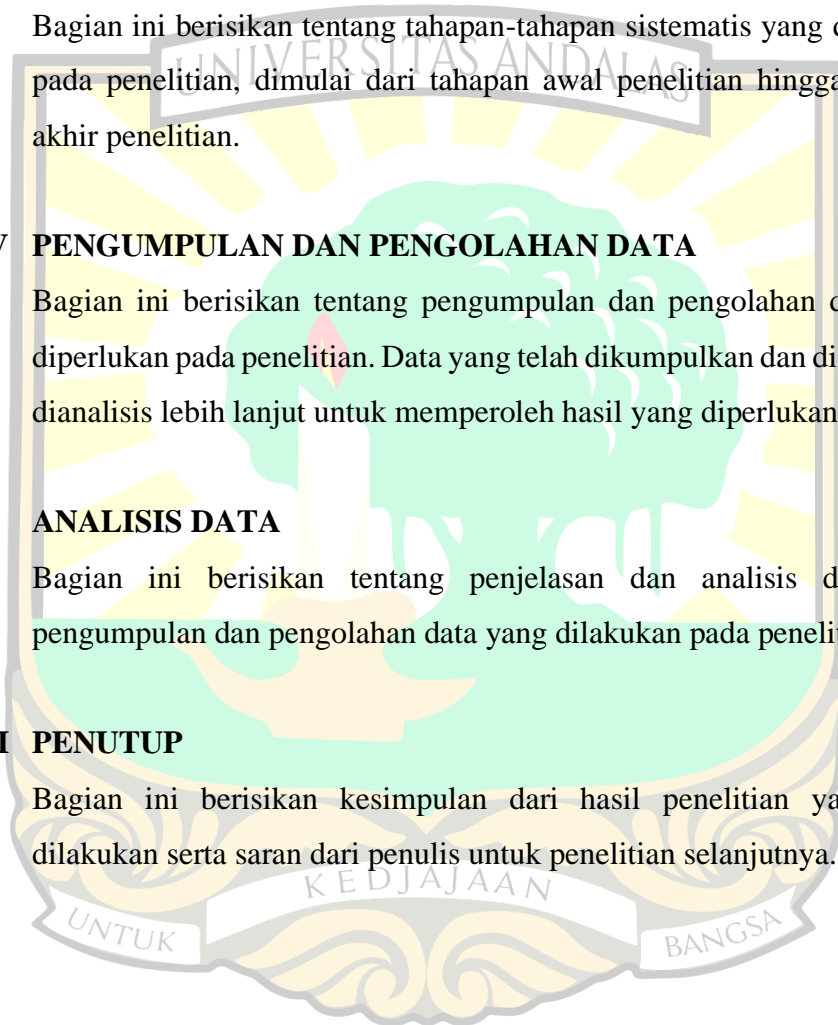 Bagian ini berisikan tentang tahapan-tahapan sistematis yang
UNIVERSITAS ANDALAS
pada penelitian, dimulai dari tahapan awal penelitian hingga
akhir penelitian.
V PENGUMPULAN DAN PENGOLAHAN DATA
Bagian ini berisikan tentang pengumpulan dan pengolahan
diperlukan pada penelitian. Data yang telah dikumpulkan dan di
dianalisis lebih lanjut untuk memperoleh hasil yang diperlukan
ANALISIS DATA
Bagian ini berisikan tentang penjelasan dan analisis d
pengumpulan dan pengolahan data yang dilakukan pada penelit
I PENUTUP
Bagian ini berisikan kesimpulan dari hasil penelitian ya
dilakukan serta saran dari penulis untuk penelitian selanjutnya.
KEDJAJAAN
UNTUK BANGSA